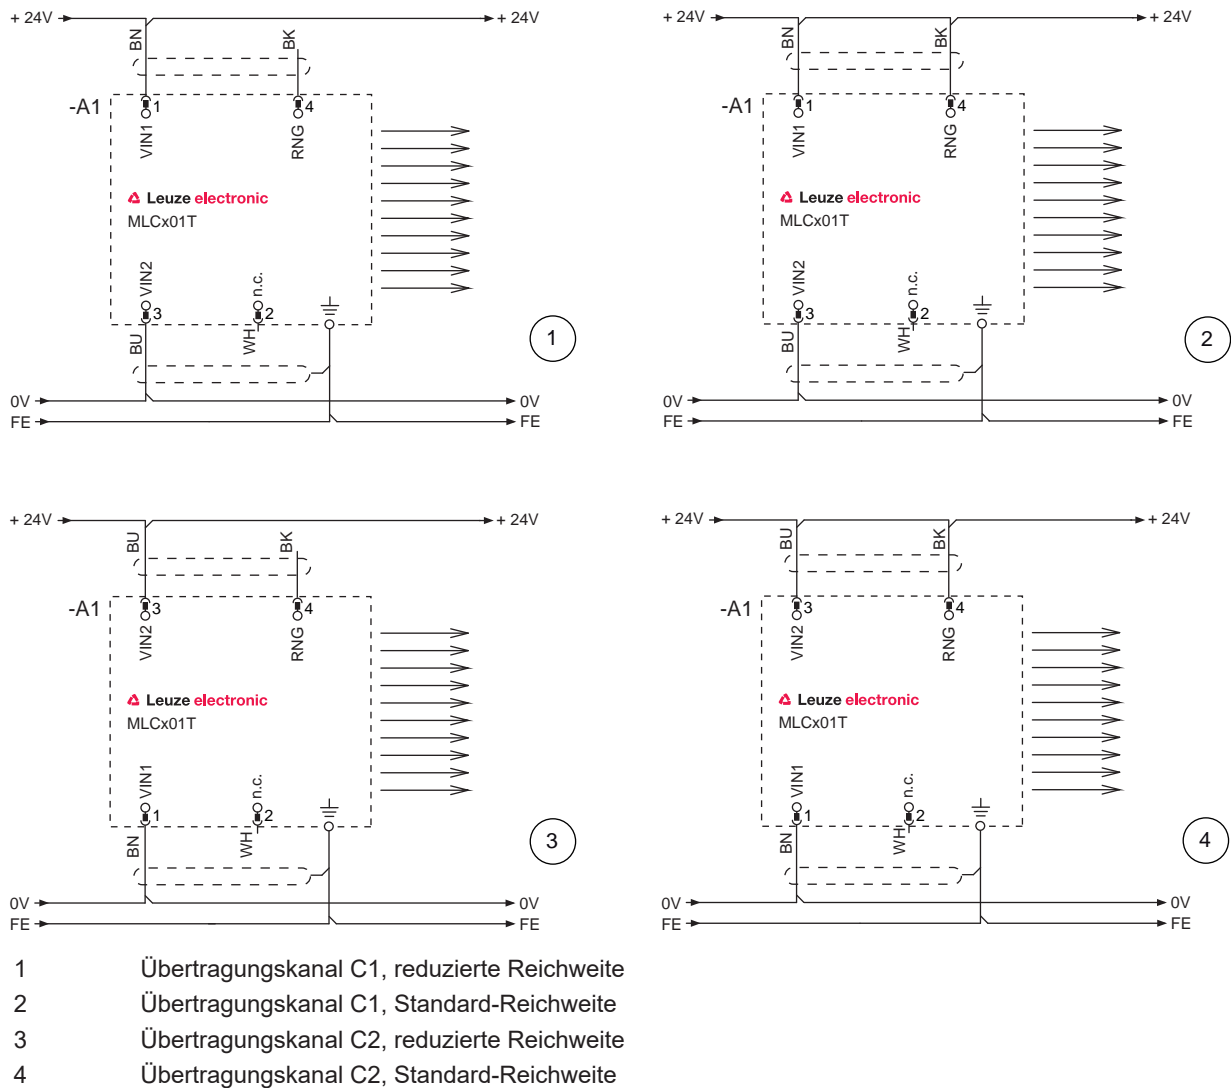 + 24V
+ 24V
BN
BK
-A1
1
4
VIN1
RNG
Leuze electronic
MLCx01T
VIN2
n.c.
3
2
BU
WH
1
0V
0V
FE
FE
+ 24V
+ 24V
BN
BK
-A1
1
4
VIN1
RNG
Leuze electronic
MLCx01T
VIN2
n.c.
3
2
BU
WH
2
0V
0V
FE
FE
+ 24V
+ 24V
BU
BK
-A1
3
4
VIN2
RNG
Leuze electronic
MLCx01T
VIN1
n.c.
1
2
BN
WH
3
0V
0V
FE
FE
+ 24V
+ 24V
BU
BK
-A1
3
4
VIN2
RNG
Leuze electronic
MLCx01T
VIN1
n.c.
1
2
BN
WH
4
0V
0V
FE
FE
1 Übertragungskanal C1, reduzierte Reichweite
2 Übertragungskanal C1, Standard-Reichweite
3 Übertragungskanal C2, reduzierte Reichweite
4 Übertragungskanal C2, Standard-Reichweite